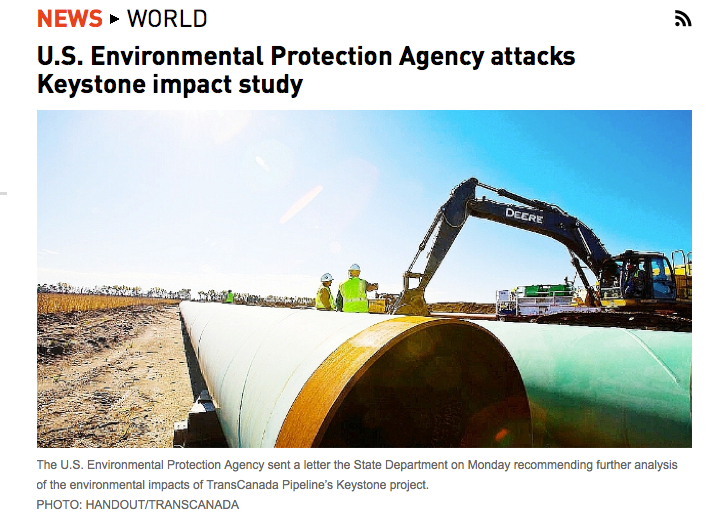 NEWS ▸ WORLD
U.S. Environmental Protection Agency attacks
Keystone impact study
DEERE
The U.S. Environmental Protection Agency sent a letter the State Department on Monday recommending further analysis
of the environmental impacts of TransCanada Pipeline's Keystone project.
PHOTO: HANDOUT/TRANSCANADA